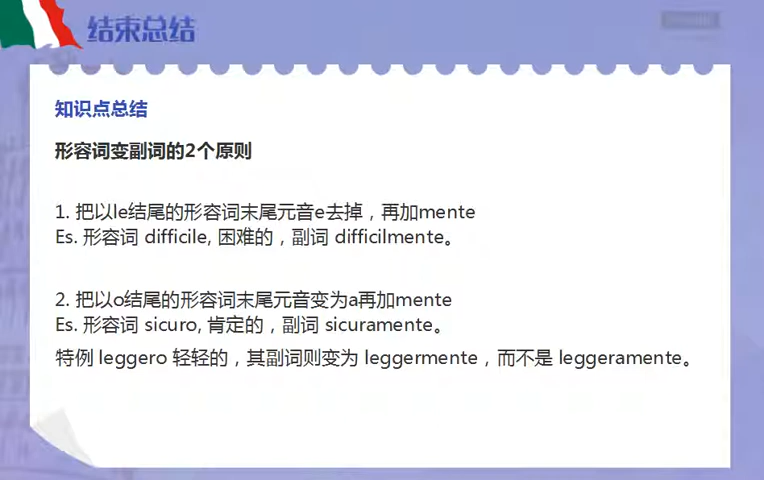 结束总结
知识点总结
形容词变副词的2个原则
1. 把以le结尾的形容词末尾元音e去掉，再加mente
Es. 形容词 difficile, 困难的，副词 difficilmente。
2. 把以o结尾的形容词末尾元音变为a再加mente
Es. 形容词 sicuro, 肯定的，副词 sicuramente。
特例 leggero 轻轻的，其副词则变为 leggermente，而不是 leggeramente。